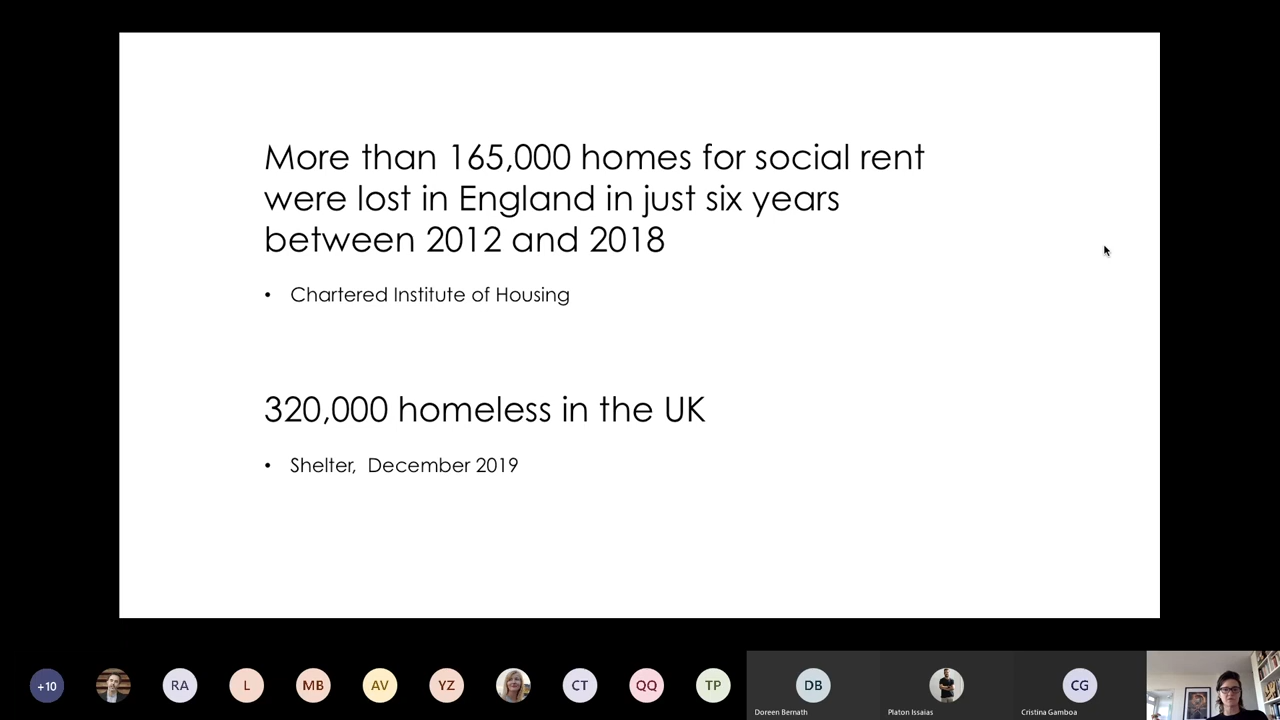 More than 165,000 homes for social rent
were lost in England in just six years
between 2012 and 2018
• Chartered Institute of Housing
320,000 homeless in the UK
• Shelter, December 2019
+10
RA
L
MB
AV
YZ
CT
QQ
TP
DB
CG
Doreen Bernath
Platon Issaias
Cristina Gamboa